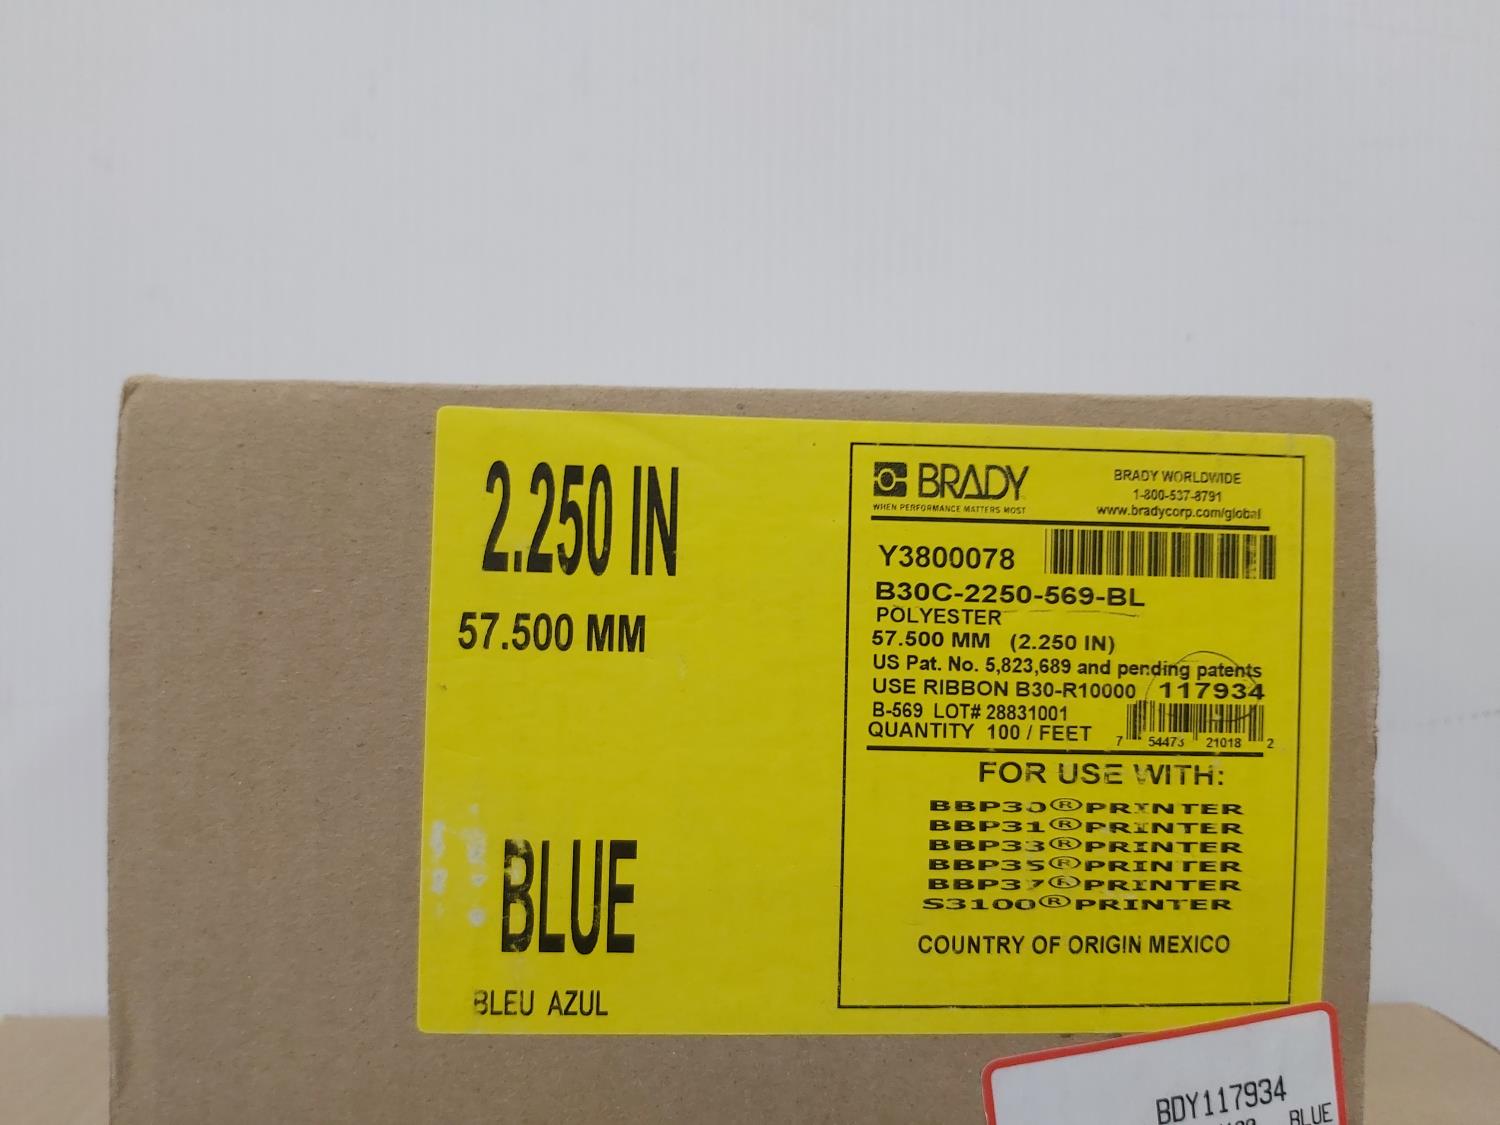 2.250 IN
57.500 MM
BLUE
BLEU AZUL
BRADY
WHEN PERFORMANCE MATTERS MOST
BRADY WORLDWIDE
1-800-537-8791
www.bradycorp.com/global
Y3800078
B30C-2250-569-BL
POLYESTER
57.500 MM (2.250 IN)
US Pat. No. 5,823,689 and pending patents
USE RIBBON B30-R10000 117934
B-569 LOT# 28831001
QUANTITY 100 / FEET
7 54473 21018 2
FOR USE WITH:
BBP30®PRINTER
BBP31®PRINTER
BBP33®PRINTER
BBP35®PRINTER
BBP37®PRINTER
S3100®PRINTER
COUNTRY OF ORIGIN MEXICO
BDY117934
BLUE